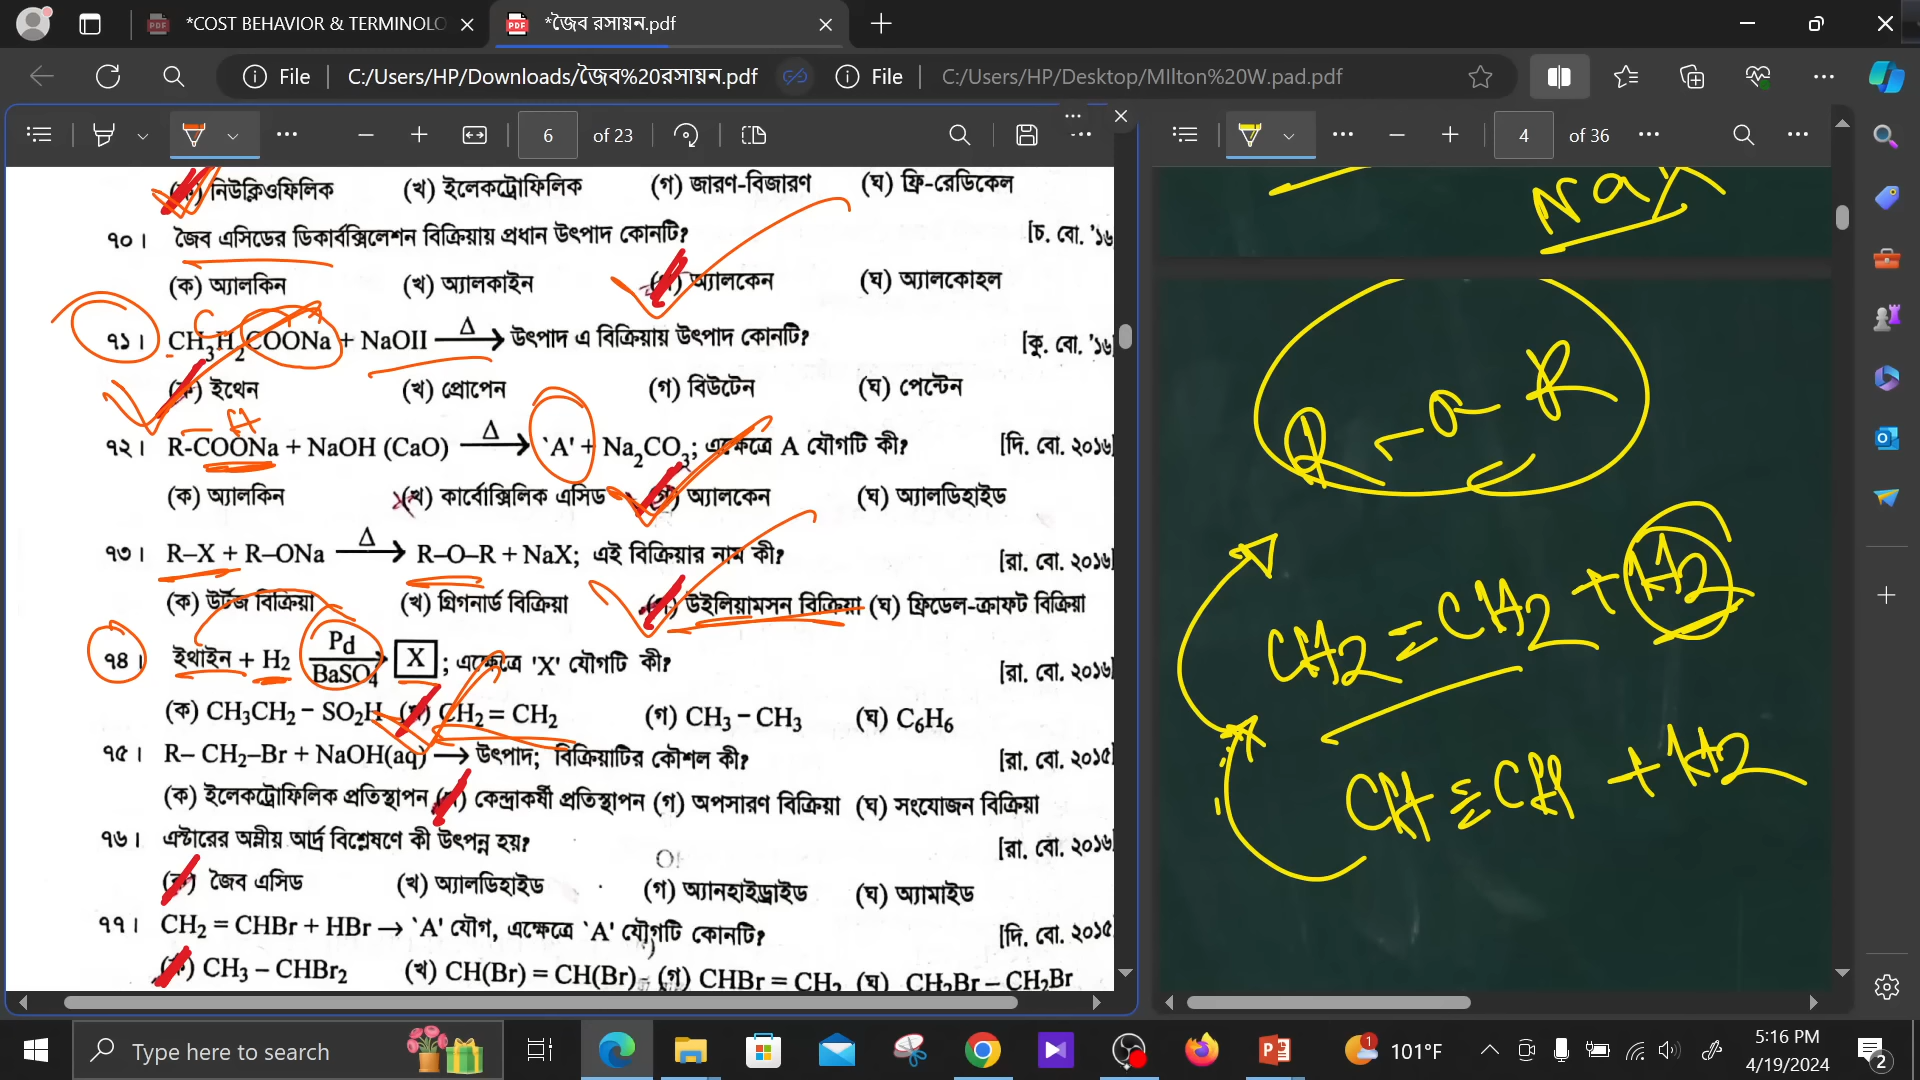 *COST BEHAVIOR & TERMINOLO
*জৈব রসায়ন.pdf
File C:/Users/HP/Downloads/জৈব%20রসায়ন.pdf
File C:/Users/HP/Desktop/MIlton%20W.pad.pdf
6 of 23
4 of 36
(ক) নিউক্লিওফিলিক (খ) ইলেকট্রোফিলিক (গ) জারণ-বিজারণ (ঘ) ফ্রি-রেডিকেল
৭০। জৈব এসিডের ডিকার্বক্সিলেশন বিক্রিয়ায় প্রধান উৎপাদ কোনটি? [চ. বো. '১৬
(ক) অ্যালকিন (খ) অ্যালকাইন (গ) অ্যালকেন (ঘ) অ্যালকোহল
৭১। CH3H2COONa + NaOII Δ→ উৎপাদ এ বিক্রিয়ায় উৎপাদ কোনটি? [কু. বো. '১৬
(ক) ইথেন (খ) প্রোপেন (গ) বিউটেন (ঘ) পেন্টেন
৭২। R-COONa + NaOH (CaO) Δ→ `A' + Na2CO3; এক্ষেত্রে A যৌগটি কী? [দি. বো. ২০১৬
(ক) অ্যালকিন (খ) কার্বোক্সিলিক এসিড (গ) অ্যালকেন (ঘ) অ্যালডিহাইড
৭৩। R–X + R–ONa Δ→ R–O–R + NaX; এই বিক্রিয়ার নাম কী? [রা. বো. ২০১৬
(ক) উর্টজ বিক্রিয়া (খ) গ্রিগনার্ড বিক্রিয়া (গ) উইলিয়ামসন বিক্রিয়া (ঘ) ফ্রিডেল-ক্রাফট বিক্রিয়া
৭৪। ইথাইন + H2 Pd/BaSO4→ X ; এক্ষেত্রে 'X' যৌগটি কী? [রা. বো. ২০১৬
(ক) CH3CH2 – SO2H (খ) CH2 = CH2 (গ) CH3 – CH3 (ঘ) C6H6
৭৫। R– CH2–Br + NaOH(aq) → উৎপাদ; বিক্রিয়াটির কৌশল কী? [রা. বো. ২০১৫
(ক) ইলেকট্রোফিলিক প্রতিস্থাপন (খ) কেন্দ্রাকর্ষী প্রতিস্থাপন (গ) অপসারণ বিক্রিয়া (ঘ) সংযোজন বিক্রিয়া
৭৬। এস্টারের অম্লীয় আর্দ্র বিশ্লেষণে কী উৎপন্ন হয়? [রা. বো. ২০১৬
(ক) জৈব এসিড (খ) অ্যালডিহাইড (গ) অ্যানহাইড্রাইড (ঘ) অ্যামাইড
৭৭। CH2 = CHBr + HBr → `A' যৌগ, এক্ষেত্রে `A' যৌগটি কোনটি? [দি. বো. ২০১৫
(ক) CH3 – CHBr2 (খ) CH(Br) = CH(Br) (গ) CHBr = CH2 (ঘ) CH2Br – CH2Br
NaX
R–O–R
CH2=CH2 + H2
CH≡CH + H2
Type here to search
101°F
5:16 PM
4/19/2024
2